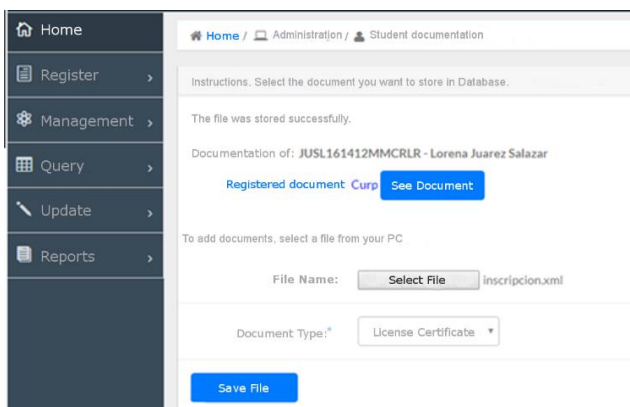 Home
Register
Management
Query
Update
Reports
Home / Administration / Student documentation
Instructions. Select the document you want to store in Database.
The file was stored successfully.
Documentation of: JUSL161412MMCRLR - Lorena Juarez Salazar
Registered document Curp See Document
To add documents, select a file from your PC
File Name: Select File inscripcion.xml
Document Type:* License Certificate
Save File